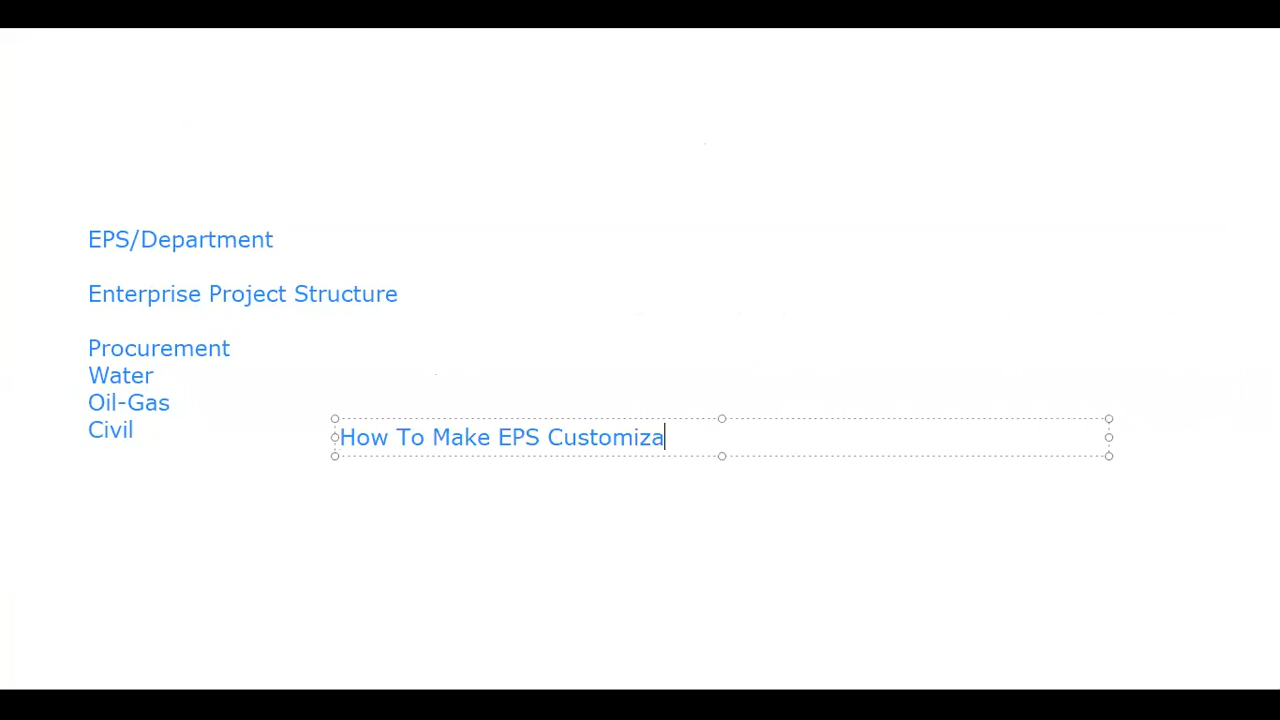 EPS/Department
Enterprise Project Structure
Procurement
Water
Oil-Gas
Civil
How To Make EPS Customiza